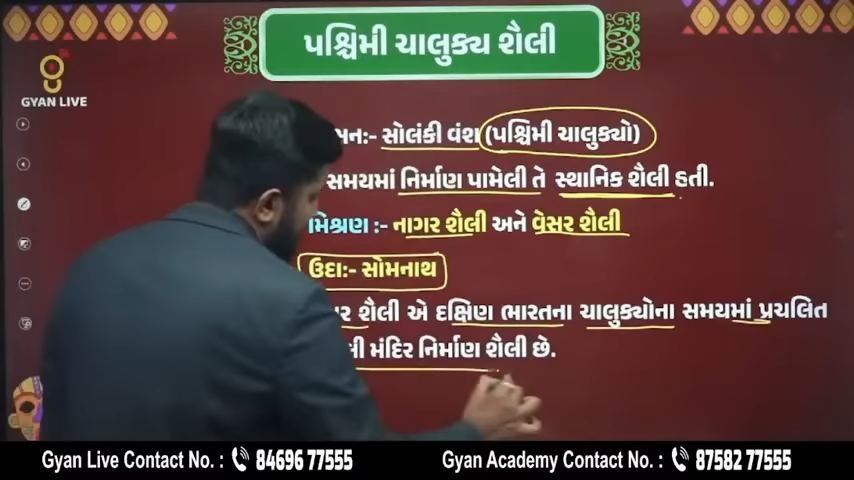 પશ્ચિમી ચાલુક્ય શૈલી
GYAN LIVE
સોલંકી વંશ (પશ્ચિમી ચાલુક્યો)
સમયમાં નિર્માણ પામેલી તે સ્થાનિક શૈલી હતી.
મિશ્રણ :- નાગર શૈલી અને વેસર શૈલી
ઉદાઃ- સોમનાથ
શૈલી એ દક્ષિણ ભારતના ચાલુક્યોના સમયમાં પ્રચલિત
મંદિર નિર્માણ શૈલી છે.
Gyan Live Contact No. : 84696 77555
Gyan Academy Contact No. : 87582 77555